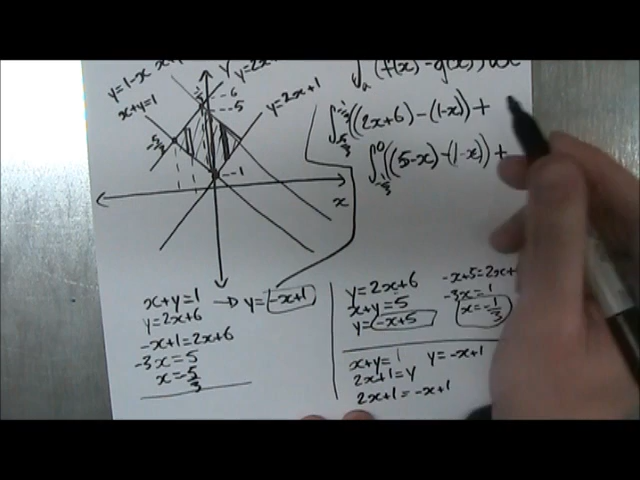 y=1-x
x+y=1
Y
y=2x+1
-6
-5
-5/3
-1
x
∫a (f(x)-g(x)) dx
∫-5/3^-1/3 ((2x+6)-(1-x)) +
∫-1/3^0 ((5-x)-(1-x)) +
x+y=1 → y=-x+1
y=2x+6
-x+1=2x+6
-3x=5
x=-5/3
y=2x+6
x+y=5
y=-x+5
-x+5=2x+
-3x=1
x=-1/3
x+y=1 y=-x+1
2x+1=y
2x+1=-x+1